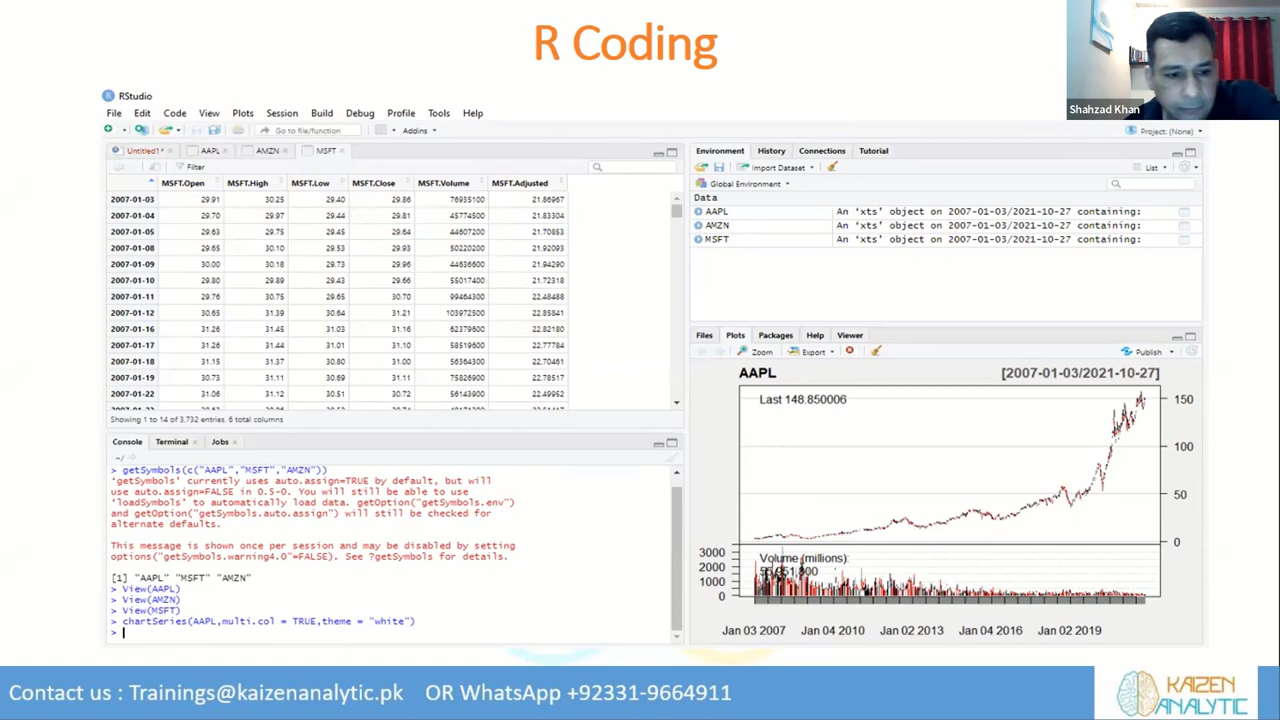 R Coding
Shahzad Khan
RStudio
File Edit Code View Plots Session Build Debug Profile Tools Help
Go to file/function Addins
Project: (None)
Untitled1* AAPL AMZN MSFT
Filter
MSFT.Open MSFT.High MSFT.Low MSFT.Close MSFT.Volume MSFT.Adjusted
2007-01-03 29.91 30.25 29.40 29.86 76935100 21.86967
2007-01-04 29.70 29.97 29.44 29.81 45774500 21.83304
2007-01-05 29.63 29.75 29.45 29.64 44607200 21.70853
2007-01-08 29.65 30.10 29.53 29.93 50220200 21.92093
2007-01-09 30.00 30.18 29.73 29.96 44636600 21.94290
2007-01-10 29.80 29.89 29.43 29.66 55017400 21.72318
2007-01-11 29.76 30.75 29.65 30.70 99464300 22.48488
2007-01-12 30.65 31.39 30.64 31.21 103972500 22.85841
2007-01-16 31.26 31.45 31.03 31.16 62379600 22.82180
2007-01-17 31.26 31.44 31.01 31.10 58519600 22.77784
2007-01-18 31.15 31.37 30.80 31.00 56364300 22.70461
2007-01-19 30.73 31.11 30.69 31.11 75826900 22.78517
2007-01-22 31.06 31.12 30.51 30.72 56143900 22.49952
Showing 1 to 14 of 3,732 entries, 6 total columns
Console Terminal Jobs
~/
> getSymbols(c("AAPL","MSFT","AMZN"))
'getSymbols' currently uses auto.assign=TRUE by default, but will
use auto.assign=FALSE in 0.5-0. You will still be able to use
'loadSymbols' to automatically load data. getOption("getSymbols.env")
and getOption("getSymbols.auto.assign") will still be checked for
alternate defaults.
This message is shown once per session and may be disabled by setting
options("getSymbols.warning4.0"=FALSE). See ?getSymbols for details.
[1] "AAPL" "MSFT" "AMZN"
> View(AAPL)
> View(AMZN)
> View(MSFT)
> chartSeries(AAPL,multi.col = TRUE,theme = "white")
>
Environment History Connections Tutorial
Import Dataset List
Global Environment
Data
AAPL An 'xts' object on 2007-01-03/2021-10-27 containing:
AMZN An 'xts' object on 2007-01-03/2021-10-27 containing:
MSFT An 'xts' object on 2007-01-03/2021-10-27 containing:
Files Plots Packages Help Viewer
Zoom Export Publish
AAPL [2007-01-03/2021-10-27]
Last 148.850006
150
100
50
0
Volume (millions):
3000
2000
1000
0
Jan 03 2007 Jan 04 2010 Jan 02 2013 Jan 04 2016 Jan 02 2019
Contact us : Trainings@kaizenanalytic.pk OR WhatsApp +92331-9664911
KAIZEN
ANALYTIC